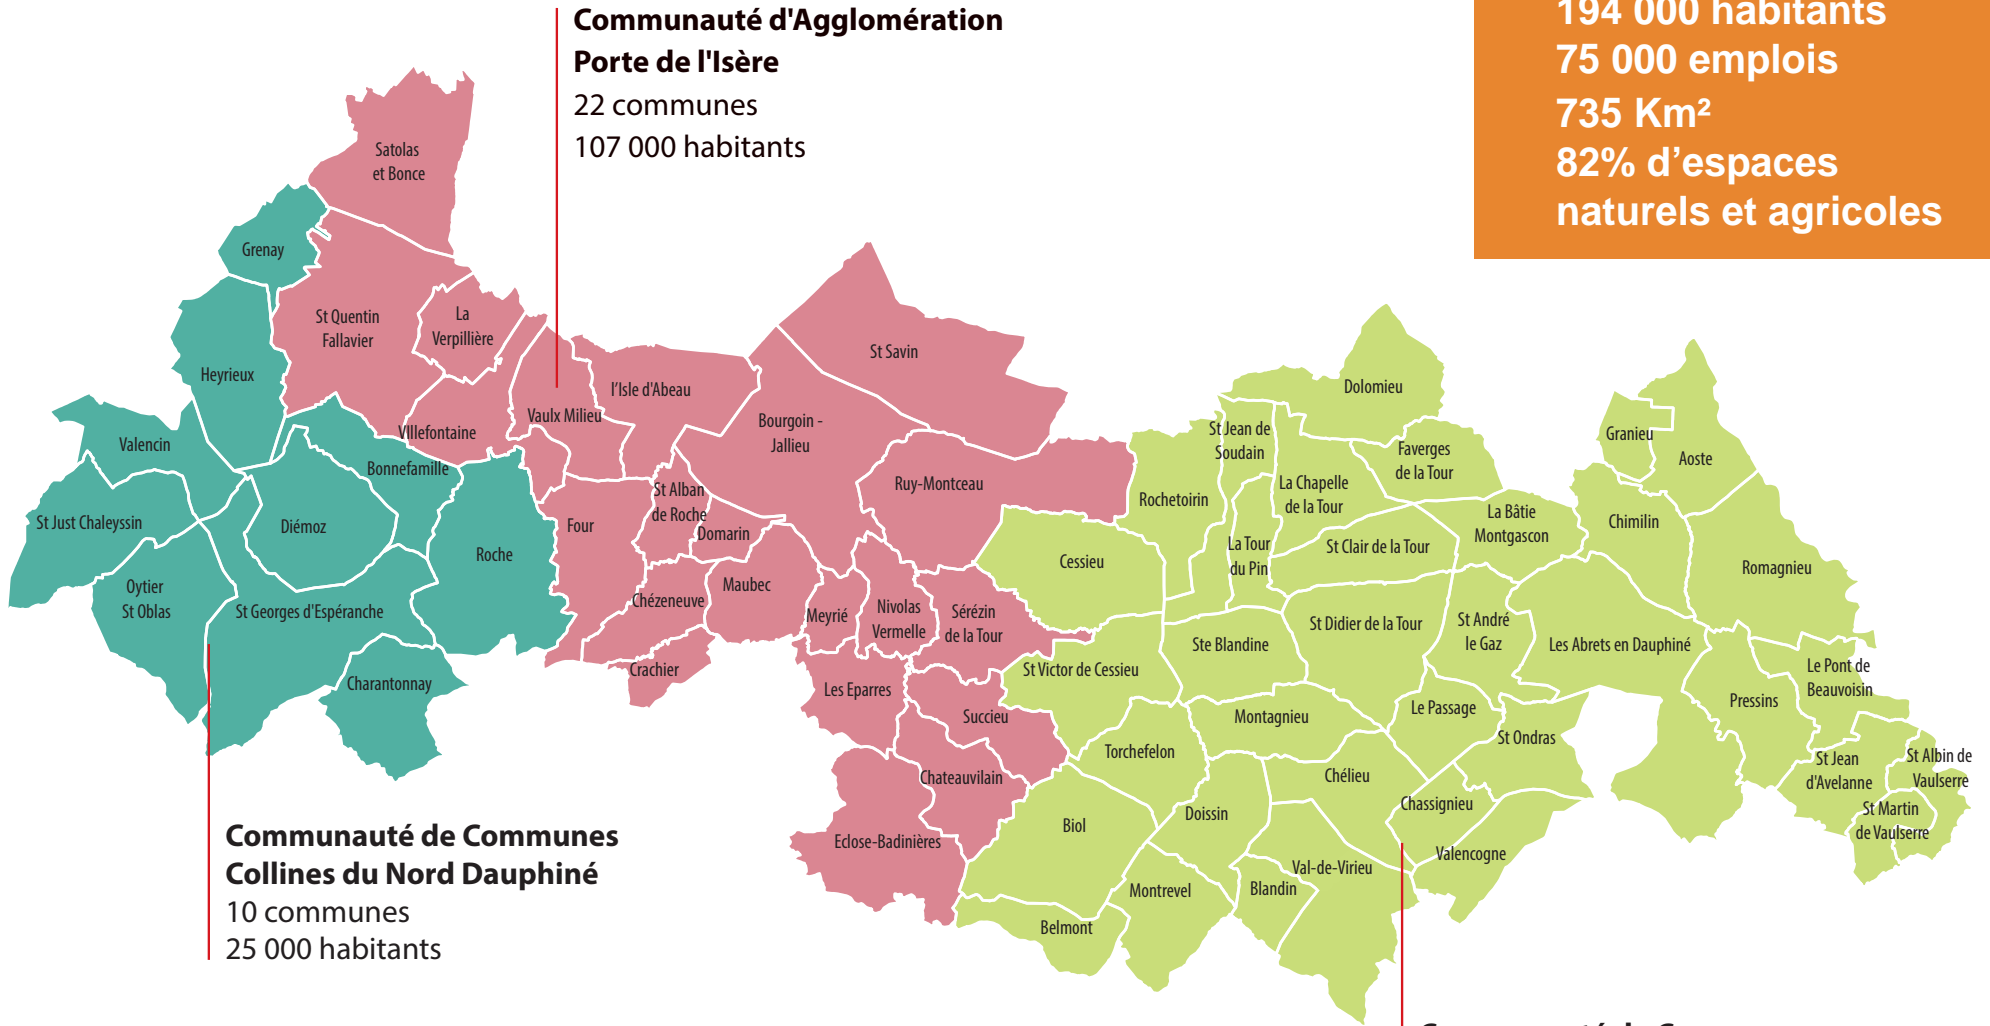 Communauté d'Agglomération
Porte de l'Isère
22 communes
107 000 habitants
194 000 habitants
75 000 emplois
735 Km²
82% d’espaces
naturels et agricoles
Satolas
et Bonce
Grenay
St Quentin
Fallavier
La
Verpillière
Heyrieux
St Savin
l’Isle d'Abeau
Vaulx Milieu
Bourgoin -
Jallieu
VIllefontaine
Valencin
Bonnefamille
Dolomieu
St Jean de
Soudain
Faverges
de la Tour
Granieu
Aoste
Ruy-Montceau
St Alban
de Roche
Rochetoirin
La Chapelle
de la Tour
St Just Chaleyssin
Diémoz
Four
Domarin
La Bâtie
Montgascon
Chimilin
Roche
Cessieu
La Tour
du Pin
St Clair de la Tour
Romagnieu
Oytier
St Oblas
St Georges d'Espéranche
Chézeneuve
Maubec
Meyrié
Nivolas
Vermelle
Sérézin
de la Tour
Ste Blandine
St Didier de la Tour
St André
le Gaz
Les Abrets en Dauphiné
Crachier
Charantonnay
Les Eparres
St Victor de Cessieu
Le Pont de
Beauvoisin
Pressins
Succieu
Montagnieu
Le Passage
St Ondras
Torchefelon
Chateauvilain
Chélieu
St Jean
d'Avelanne
St Albin de
Vaulserre
Chassignieu
St Martin
de Vaulserre
Doissin
Biol
Eclose-Badinières
Valencogne
Val-de-Virieu
Montrevel
Blandin
Belmont
Communauté de Communes
Collines du Nord Dauphiné
10 communes
25 000 habitants